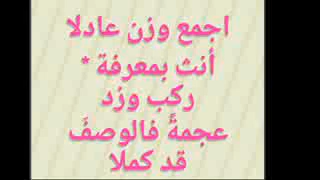 اجمع وزن عادلا
أنث بمعرفة *
ركب وزد
عجمةً فالوصفَ
قد كملا